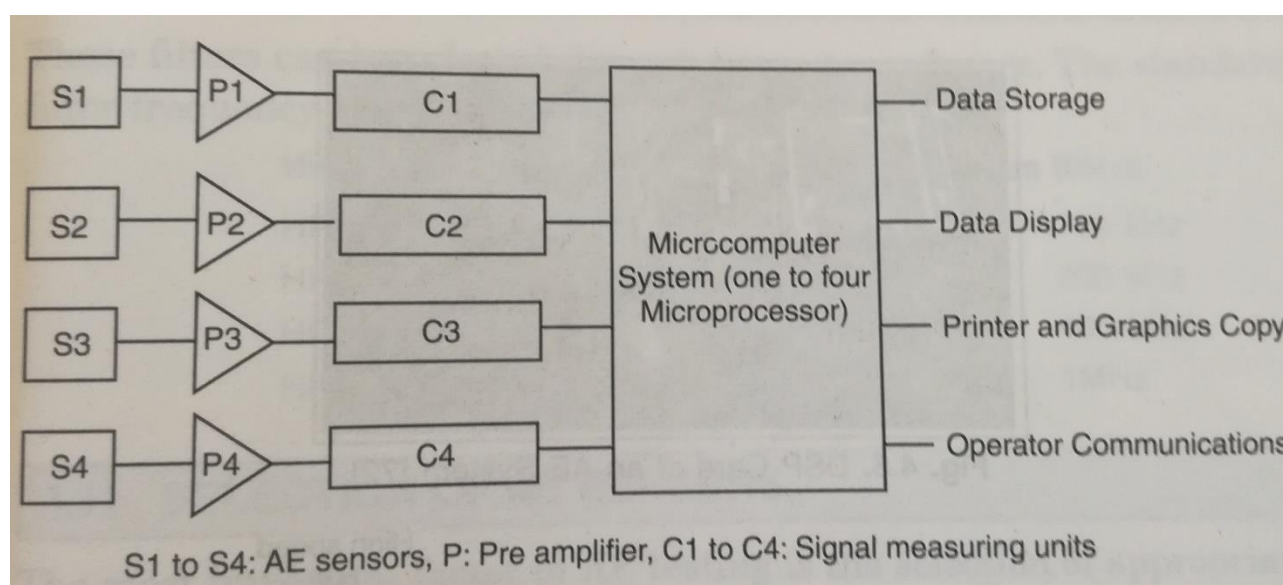 S1
P1
C1
Data Storage
S2
P2
C2
Data Display
Microcomputer
System (one to four
Microprocessor)
S3
P3
C3
Printer and Graphics Copy
S4
P4
C4
Operator Communications
S1 to S4: AE sensors, P: Pre amplifier, C1 to C4: Signal measuring units